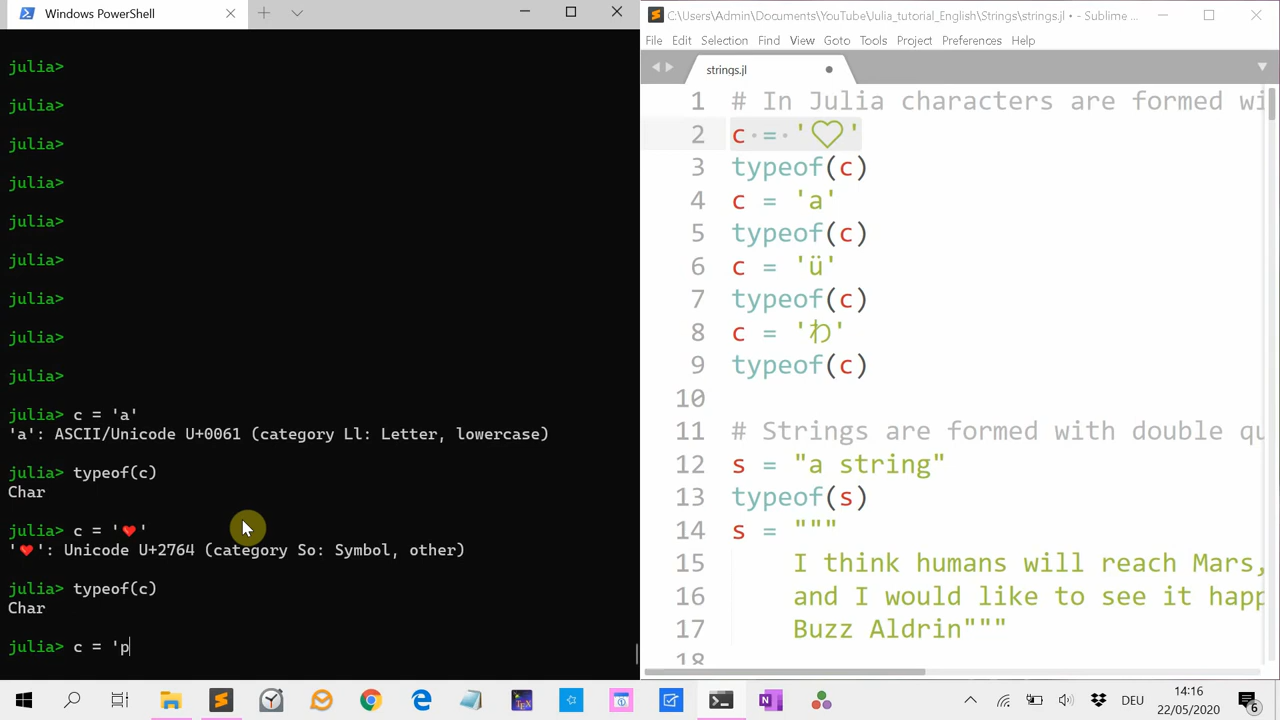 Windows PowerShell
julia>
julia>
julia>
julia>
julia>
julia>
julia>
julia>
julia>
julia> c = 'a'
'a': ASCII/Unicode U+0061 (category Ll: Letter, lowercase)
julia> typeof(c)
Char
julia> c = '❤'
'❤': Unicode U+2764 (category So: Symbol, other)
julia> typeof(c)
Char
julia> c = 'p
C:\Users\Admin\Documents\YouTube\Julia_tutorial_English\Strings\strings.jl • - Sublime ...
File Edit Selection Find View Goto Tools Project Preferences Help
strings.jl
1 # In Julia characters are formed wi
2 c = '♡'
3 typeof(c)
4 c = 'a'
5 typeof(c)
6 c = 'ü'
7 typeof(c)
8 c = 'わ'
9 typeof(c)
10
11 # Strings are formed with double qu
12 s = "a string"
13 typeof(s)
14 s = """
15 I think humans will reach Mars,
16 and I would like to see it happ
17 Buzz Aldrin"""
18
DEU
14:16
22/05/2020
6